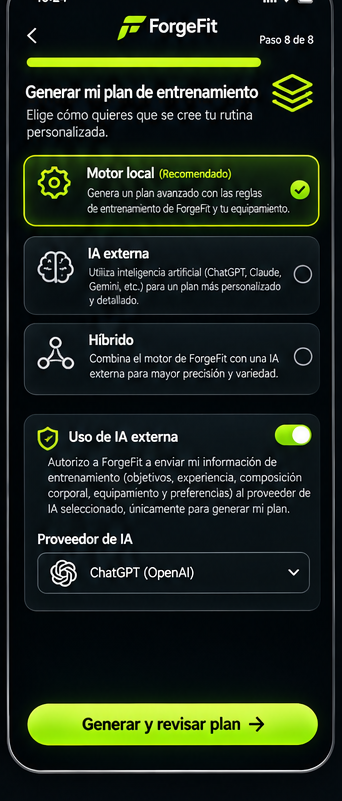 ForgeFit
Paso 8 de 8
Generar mi plan de entrenamiento
Elige cómo quieres que se cree tu rutina
personalizada.
Motor local (Recomendado)
Genera un plan avanzado con las reglas
de entrenamiento de ForgeFit y tu equipamiento.
IA externa
Utiliza inteligencia artificial (ChatGPT, Claude,
Gemini, etc.) para un plan más personalizado
y detallado.
Híbrido
Combina el motor de ForgeFit con una IA
externa para mayor precisión y variedad.
Uso de IA externa
Autorizo a ForgeFit a enviar mi información de
entrenamiento (objetivos, experiencia, composición
corporal, equipamiento y preferencias) al proveedor de
IA seleccionado, únicamente para generar mi plan.
Proveedor de IA
ChatGPT (OpenAI)
Generar y revisar plan →